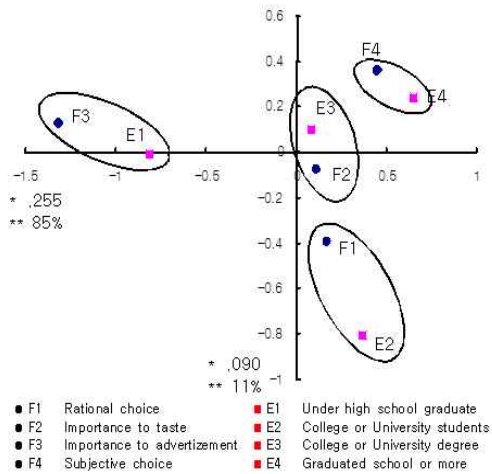 0.6
F4
0.4
E4
0.2
F3
E3
E1
0
-1.5
-1
-0.5
0
0.5
1
F2
-0.2
* .255
** 85%
F1
-0.4
-0.6
E2
-0.8
* .090
** 11%
-1
F1 Rational choice
F2 Importance to taste
F3 Importance to advertizement
F4 Subjective choice
E1 Under high school graduate
E2 College or University students
E3 College or University degree
E4 Graduated school or more